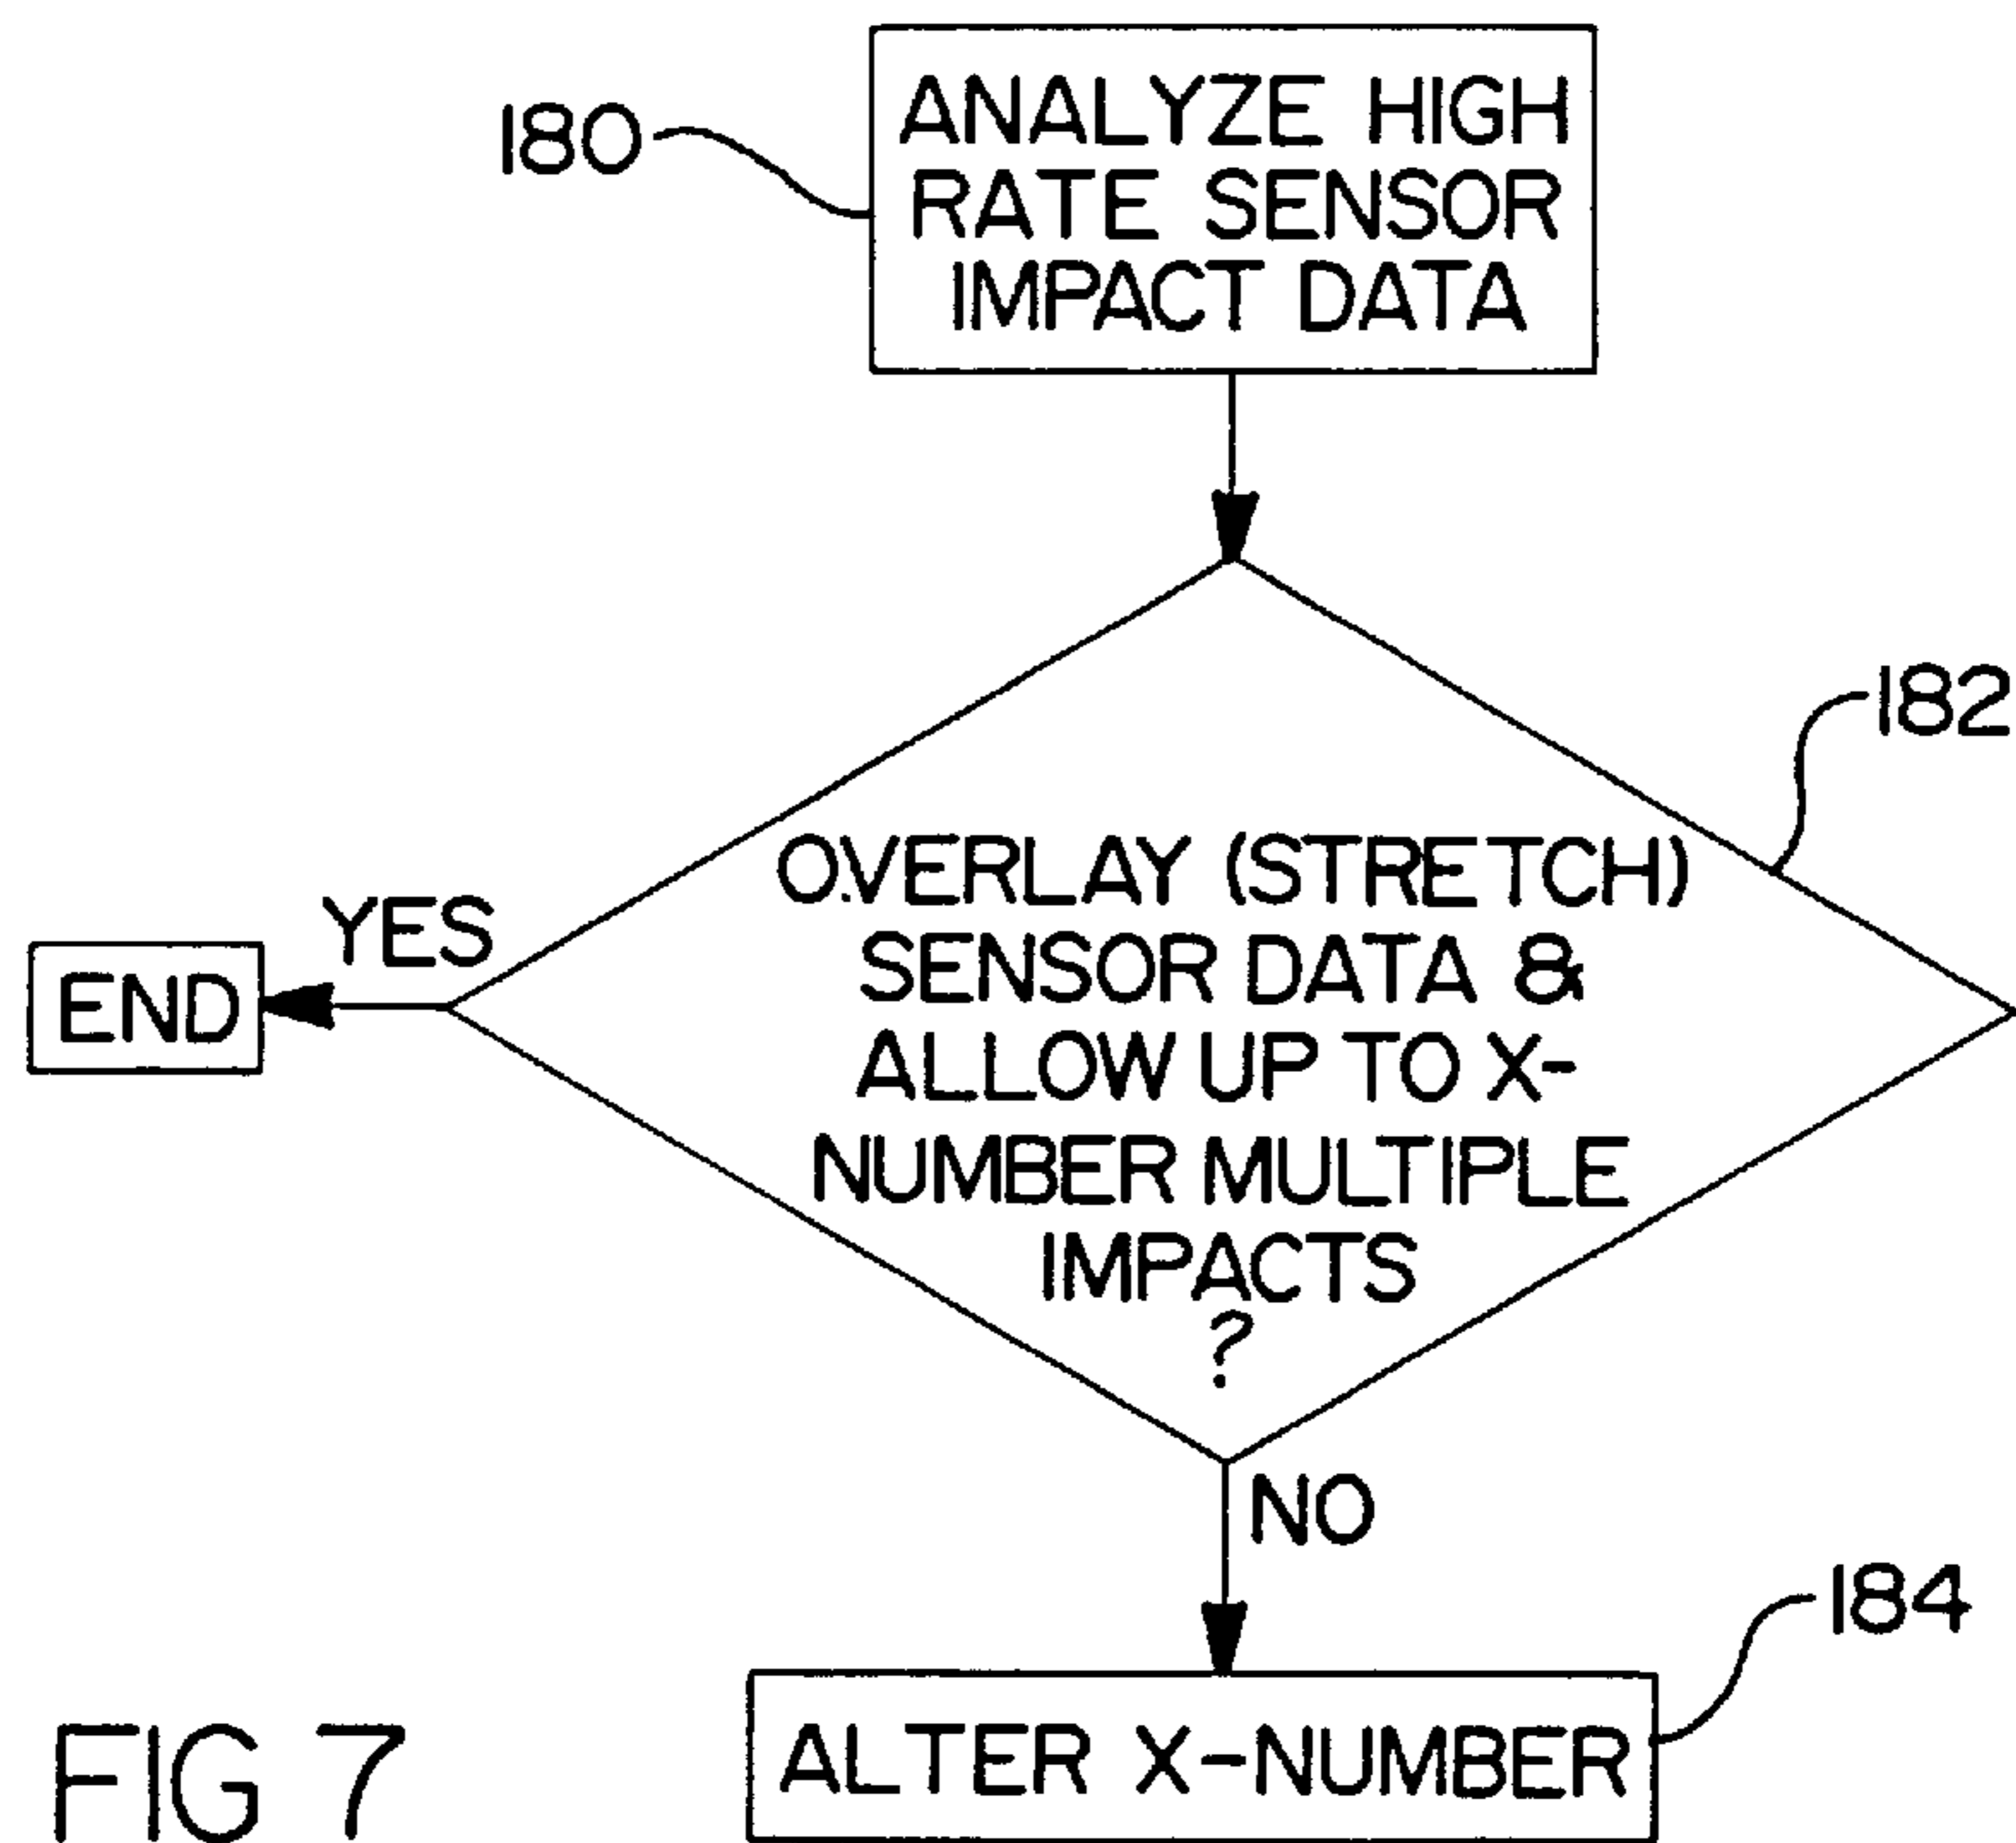 180
ANALYZE HIGH
RATE SENSOR
IMPACT DATA
182
O.VERLAY (STRETCH)
SENSOR DATA &
ALLOW UP TO X-
NUMBER MULTIPLE
IMPACTS
?
YES
END
NO
184
ALTER X-NUMBER
FIG 7